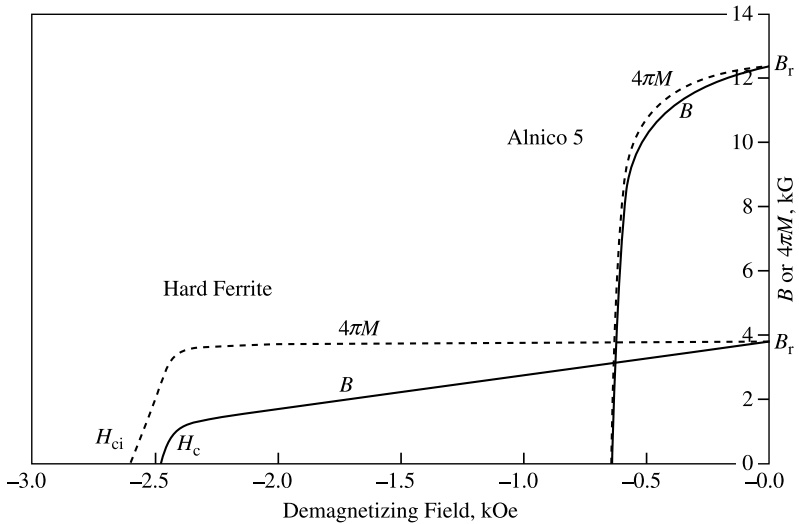 14
B_r
12
4πM
B
Alnico 5
10
8
B or 4πM, kG
6
Hard Ferrite
4πM
4
B_r
B
2
H_ci
H_c
0
−3.0 −2.5 −2.0 −1.5 −1.0 −0.5 −0.0
Demagnetizing Field, kOe